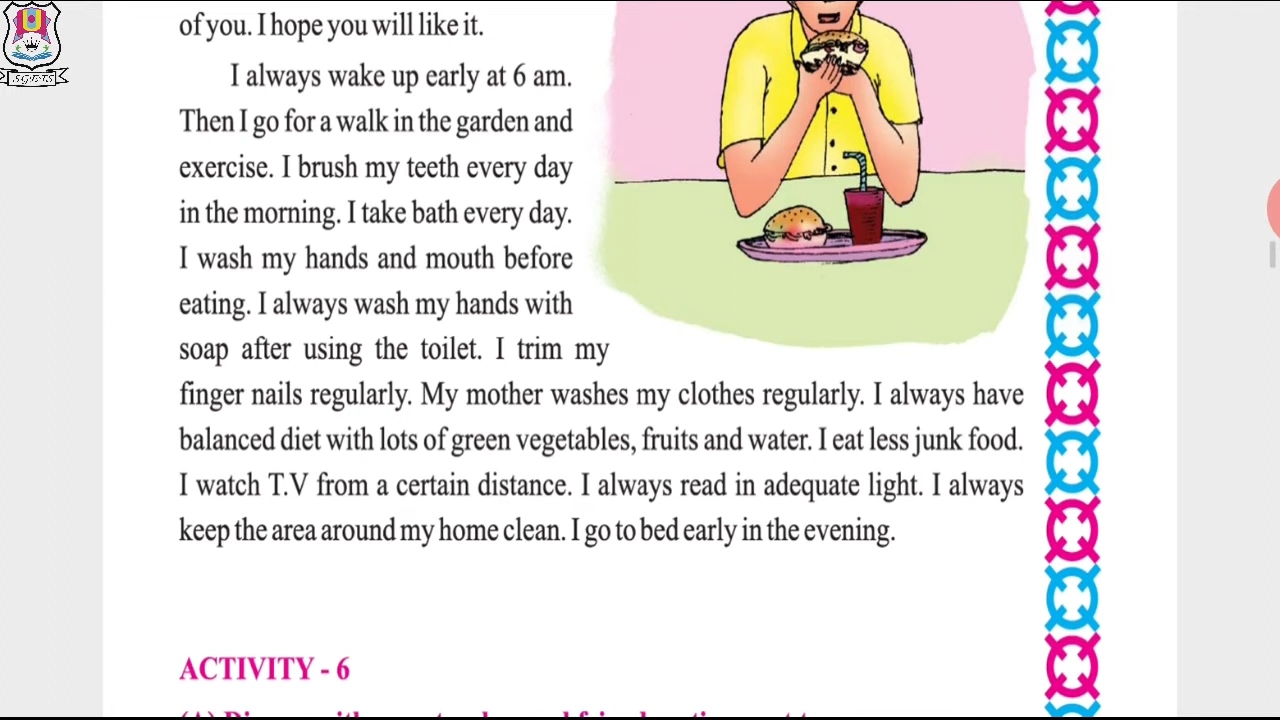 of you. I hope you will like it.
I always wake up early at 6 am.
Then I go for a walk in the garden and
exercise. I brush my teeth every day
in the morning. I take bath every day.
I wash my hands and mouth before
eating. I always wash my hands with
soap after using the toilet. I trim my
finger nails regularly. My mother washes my clothes regularly. I always have
balanced diet with lots of green vegetables, fruits and water. I eat less junk food.
I watch T.V from a certain distance. I always read in adequate light. I always
keep the area around my home clean. I go to bed early in the evening.
ACTIVITY - 6